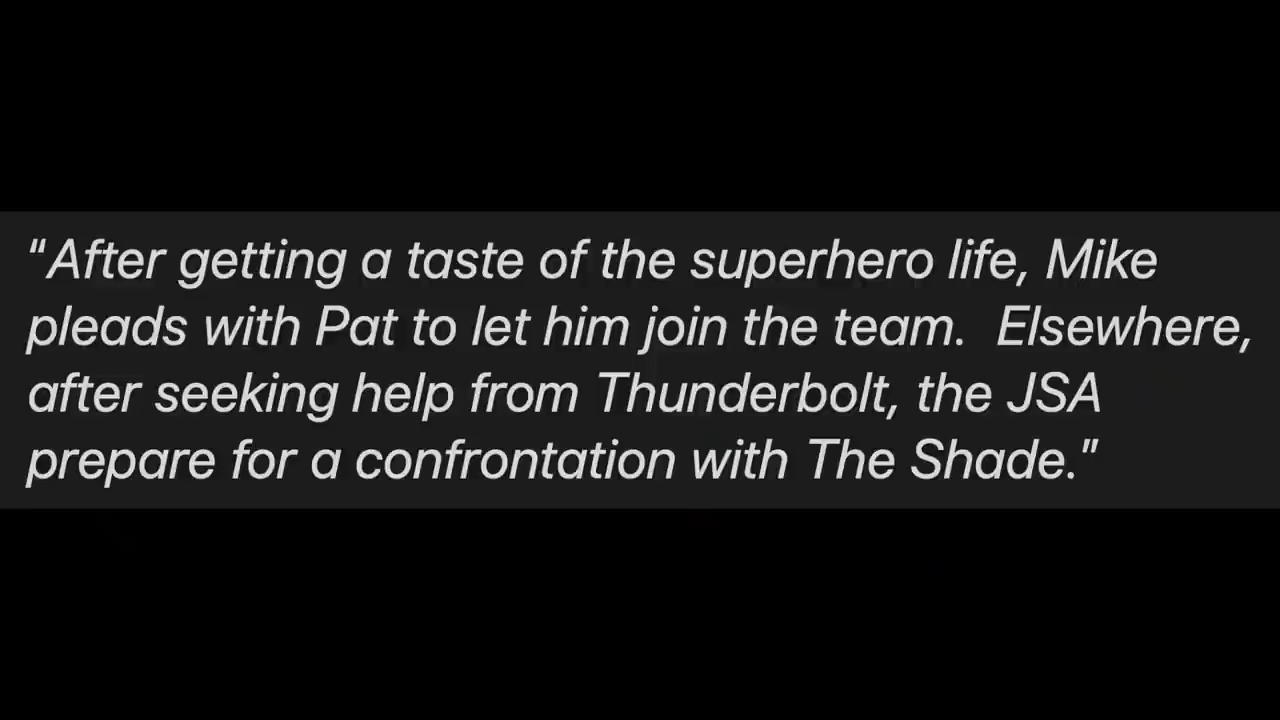 "After getting a taste of the superhero life, Mike
pleads with Pat to let him join the team.  Elsewhere,
after seeking help from Thunderbolt, the JSA
prepare for a confrontation with The Shade."